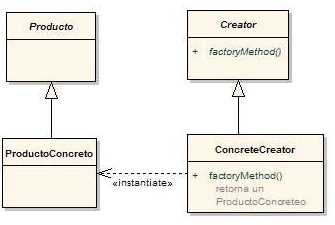 Producto
Creator
+ factoryMethod()
ProductoConcreto
ConcreteCreator
+ factoryMethod()
retorna un
ProductoConcreteo
«instantiate»